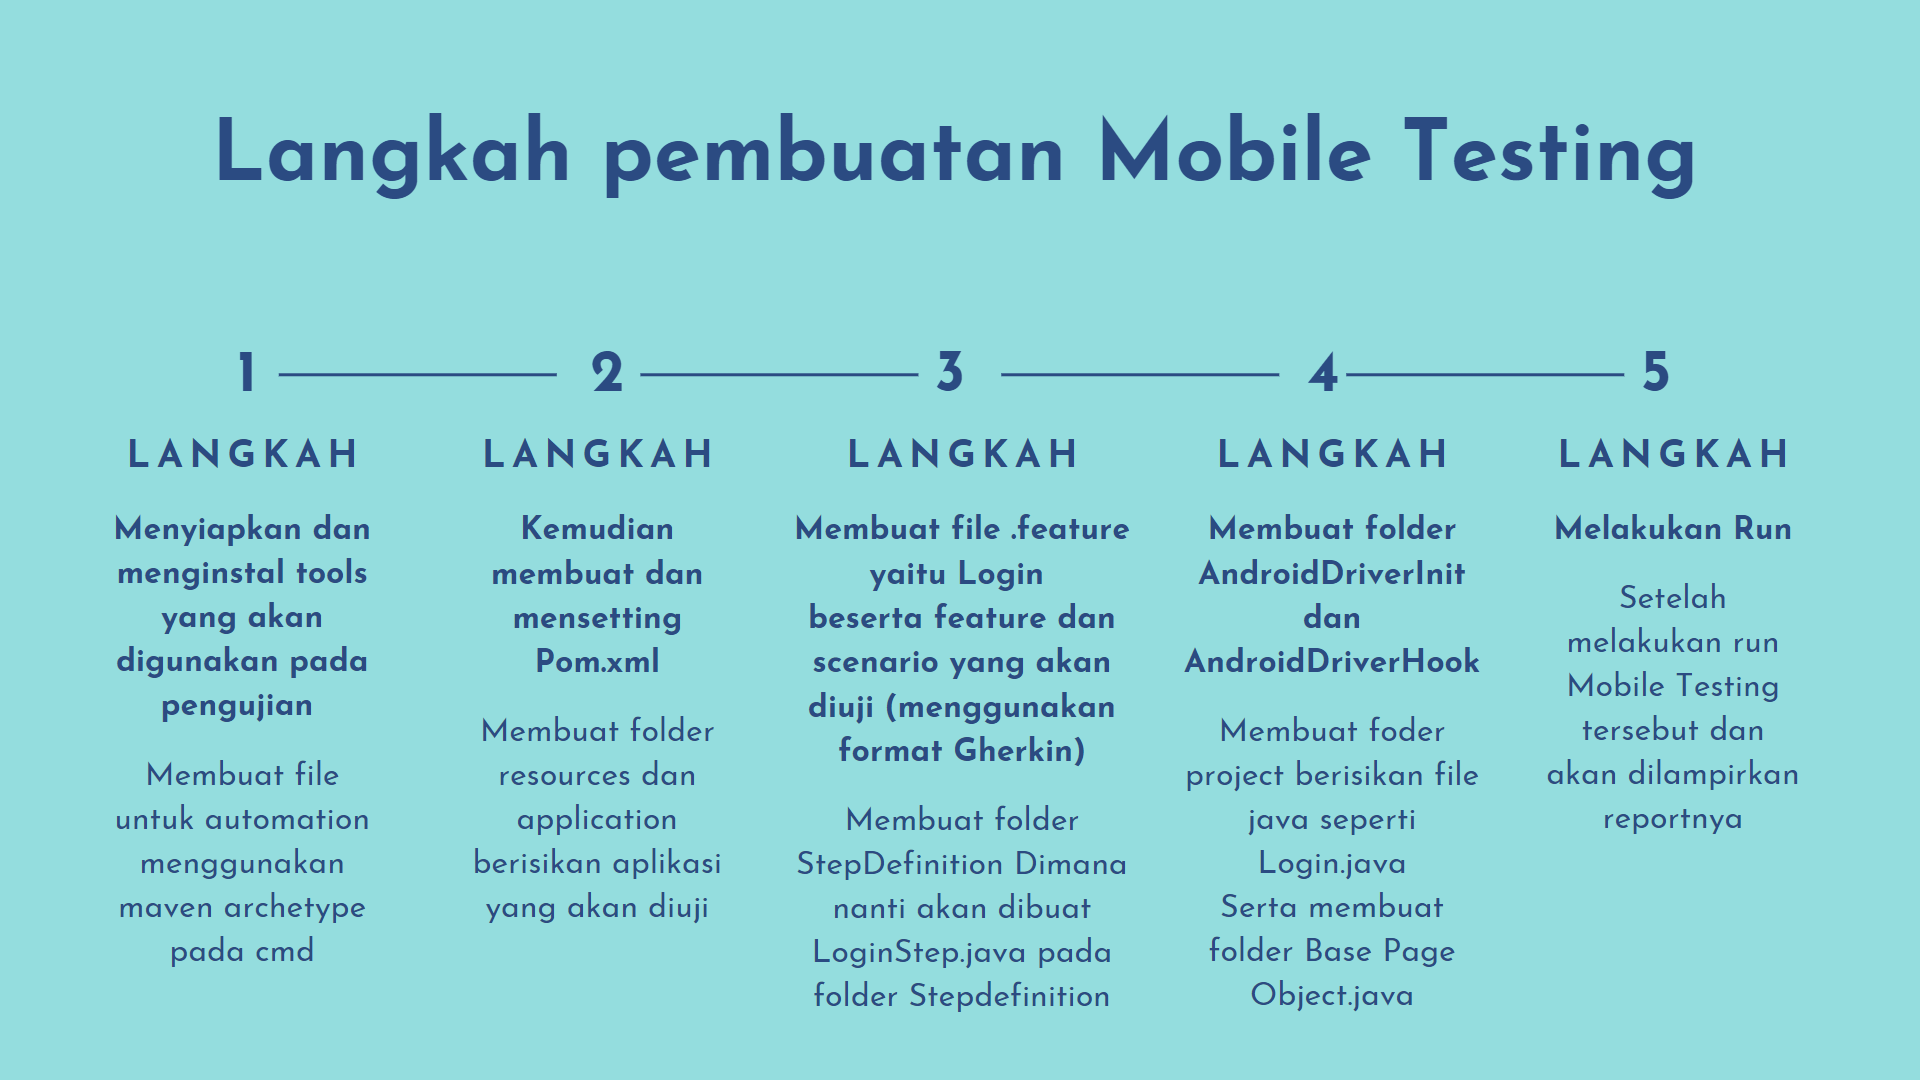 Langkah pembuatan Mobile Testing
1
LANGKAH
Menyiapkan dan
menginstal tools
yang akan
digunakan pada
pengujian
Membuat file
untuk automation
menggunakan
maven archetype
pada cmd
2
LANGKAH
Kemudian
membuat dan
mensetting
Pom.xml
Membuat folder
resources dan
application
berisikan aplikasi
yang akan diuji
3
LANGKAH
Membuat file .feature
yaitu Login
beserta feature dan
scenario yang akan
diuji (menggunakan
format Gherkin)
Membuat folder
StepDefinition Dimana
nanti akan dibuat
LoginStep.java pada
folder Stepdefinition
4
LANGKAH
Membuat folder
AndroidDriverInit
dan
AndroidDriverHook
Membuat foder
project berisikan file
java seperti
Login.java
Serta membuat
folder Base Page
Object.java
5
LANGKAH
Melakukan Run
Setelah
melakukan run
Mobile Testing
tersebut dan
akan dilampirkan
reportnya